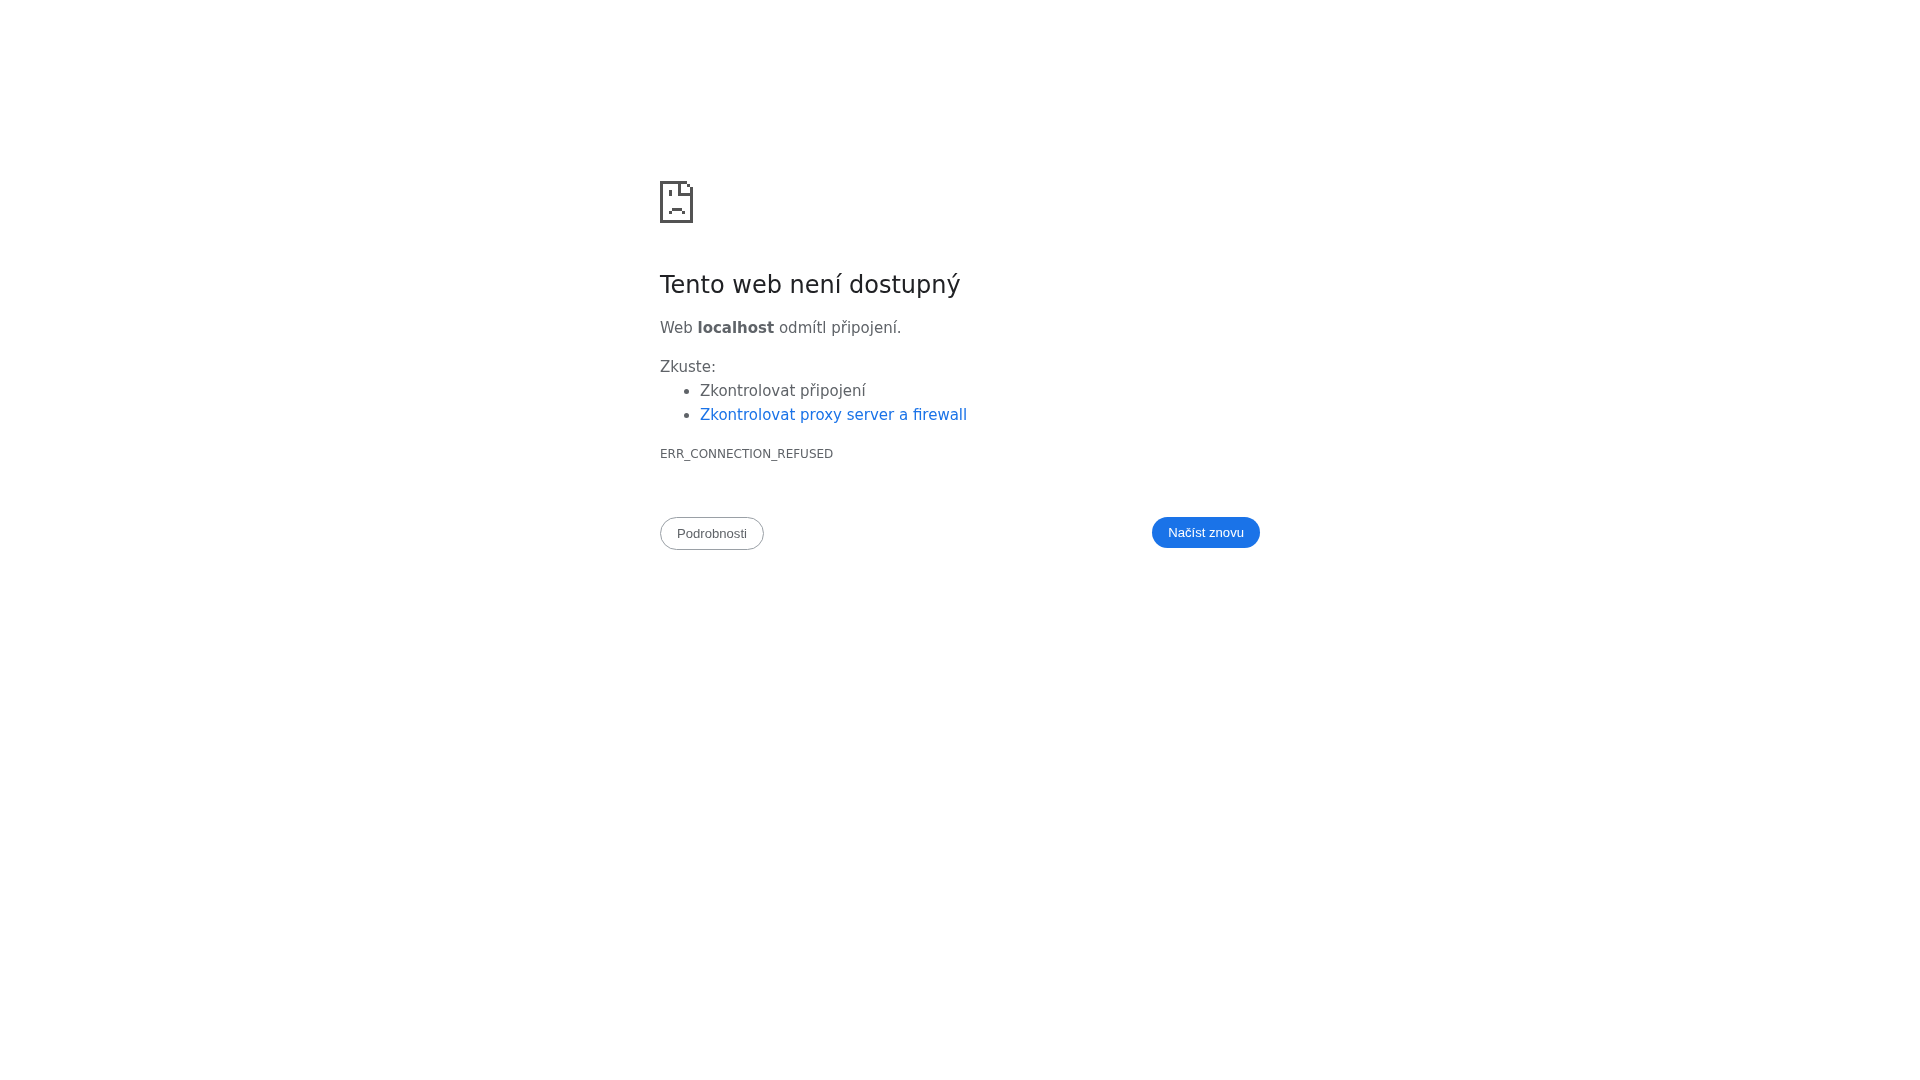 Tento web není dostupný
Web localhost odmítl připojení.
Zkuste:
Zkontrolovat připojení
Zkontrolovat proxy server a firewall
ERR_CONNECTION_REFUSED
Podrobnosti
Načíst znovu